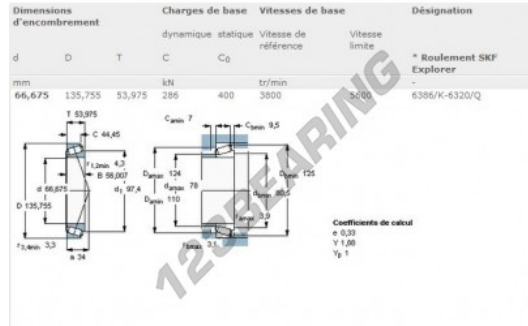 Dimensions d'encombrement
Charges de base
Vitesses de base
Désignation
dynamique
statique
Vitesse de référence
Vitesse limite
d
D
T
C
C0
* Roulement SKF Explorer
mm
kN
tr/min
-
66,675
135,755
53,975
286
400
3800
5600
6386/K-6320/Q
T 53,975
C 44,45
r1,2min 4,3
B 56,007
d 66,675
d1 97,4
D 135,755
r3,4min 3,3
a 34
Camin 7
Cbmin 9,5
Damax 124
Damin 110
damax 78
Dbmin 125
ramax 3,9
rbmax 3,1
Coefficients de calcul
e 0,33
Y 1,88
Y0 1
123BEARING